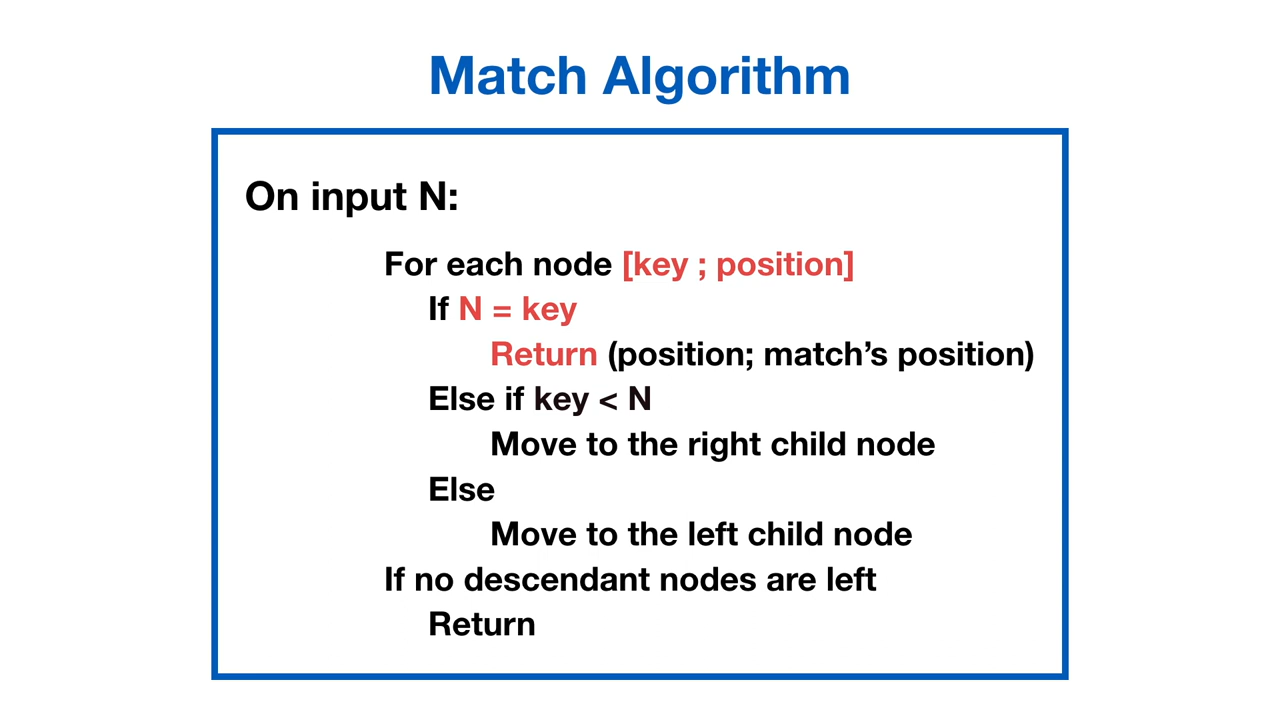 Match Algorithm
On input N:
For each node [key ; position]
If N = key
Return (position; match’s position)
Else if key < N
Move to the right child node
Else
Move to the left child node
If no descendant nodes are left
Return